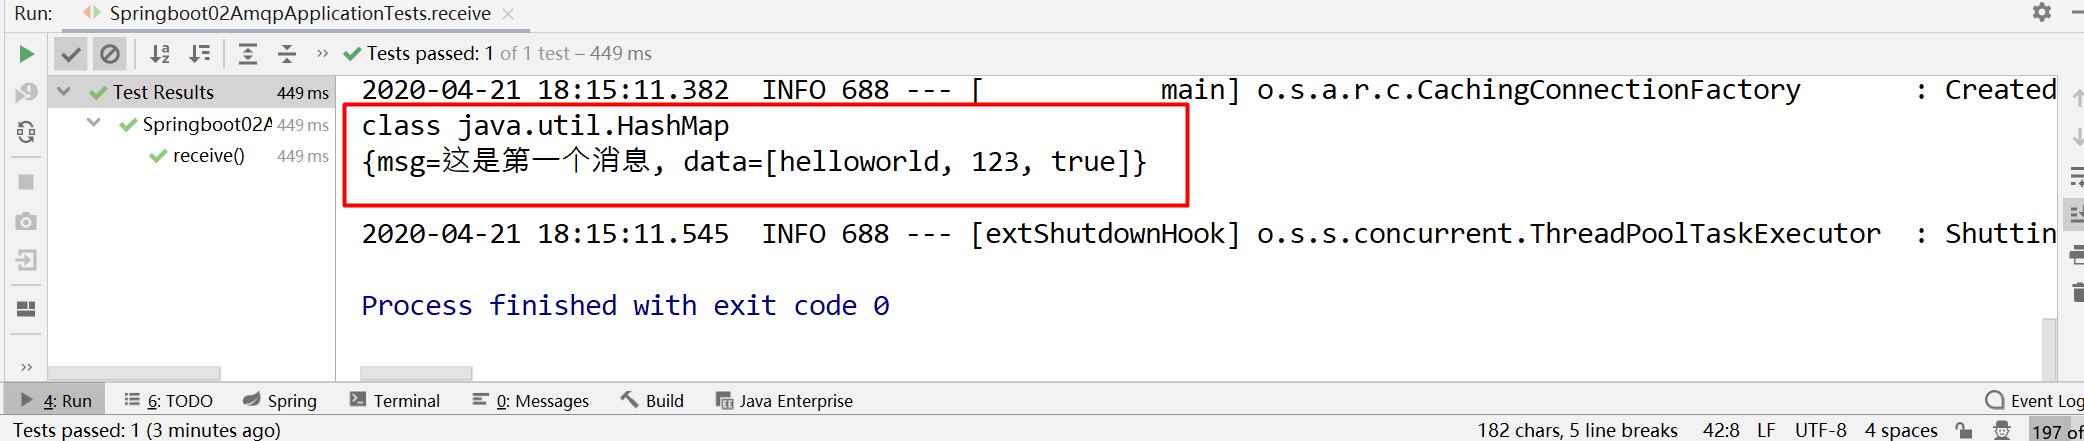 Run: Springboot02AmqpApplicationTests.receive
Tests passed: 1 of 1 test – 449 ms
Test Results 449 ms
Springboot02A 449 ms
receive() 449 ms
2020-04-21 18:15:11.382  INFO 688 --- [           main] o.s.a.r.c.CachingConnectionFactory       : Created
class java.util.HashMap
{msg=这是第一个消息, data=[helloworld, 123, true]}
2020-04-21 18:15:11.545  INFO 688 --- [extShutdownHook] o.s.s.concurrent.ThreadPoolTaskExecutor  : Shuttin
Process finished with exit code 0
4: Run 6: TODO Spring Terminal 0: Messages Build Java Enterprise Event Log
Tests passed: 1 (3 minutes ago) 182 chars, 5 line breaks 42:8 LF UTF-8 4 spaces 197 of